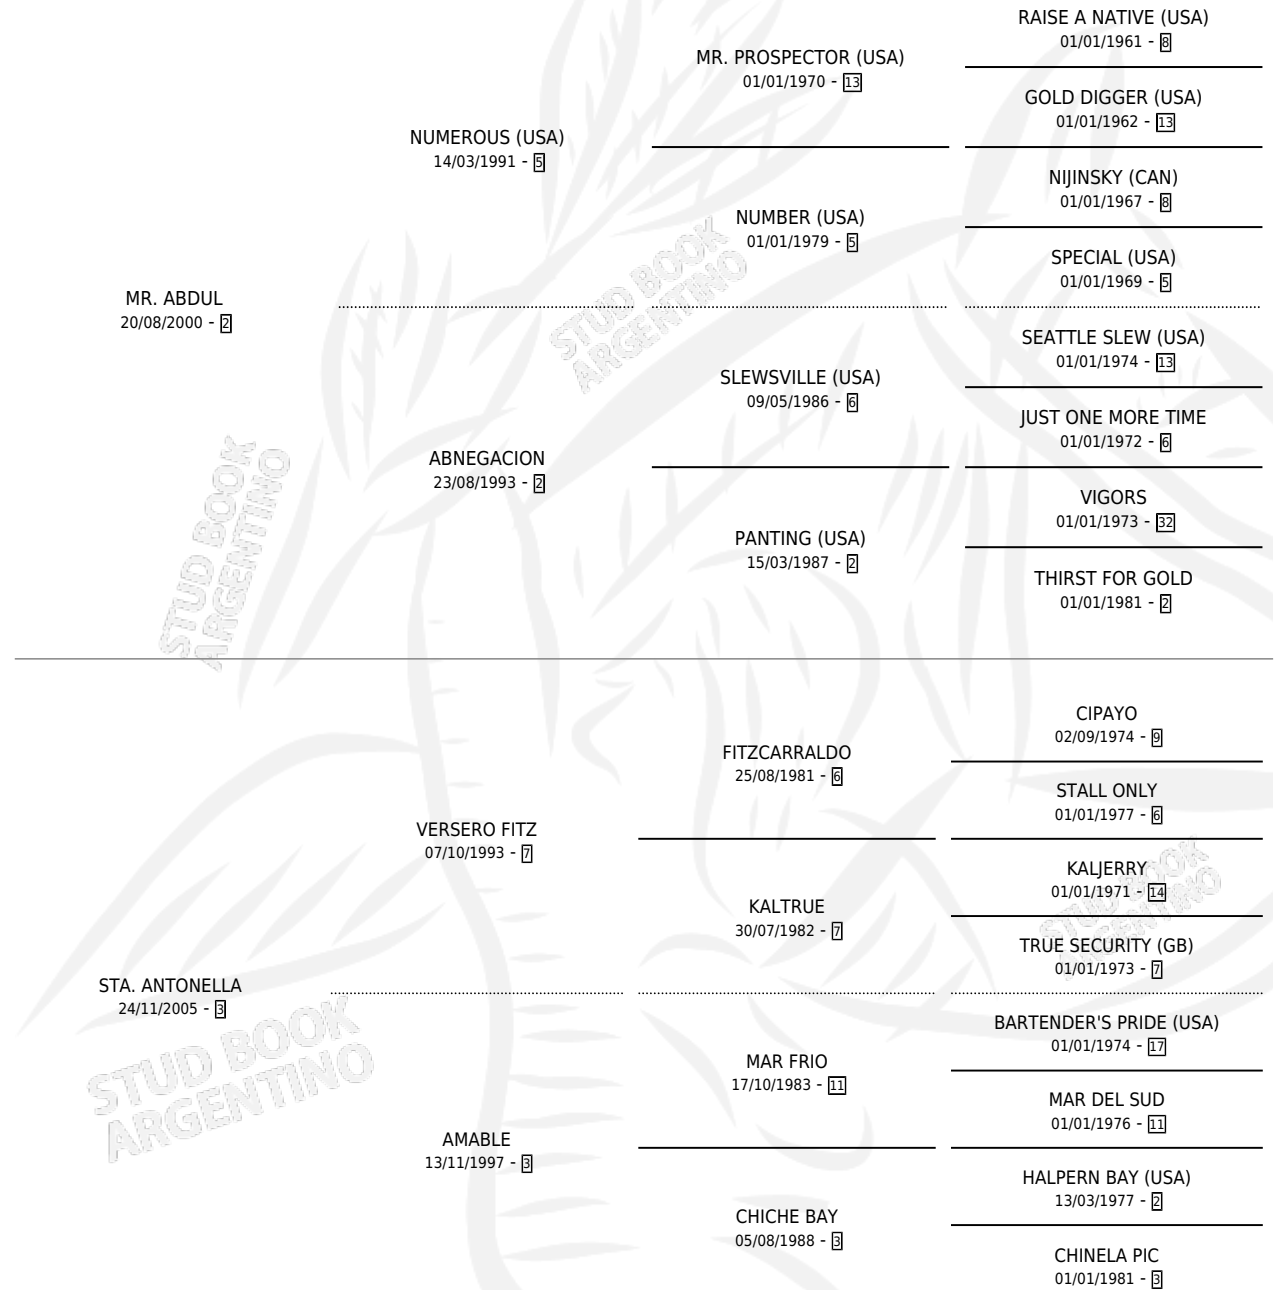 RAISE A NATIVE (USA)
01/01/1961 - 8
MR. PROSPECTOR (USA)
01/01/1970 - 13
GOLD DIGGER (USA)
01/01/1962 - 13
NUMEROUS (USA)
14/03/1991 - 5
NIJINSKY (CAN)
01/01/1967 - 8
NUMBER (USA)
01/01/1979 - 5
SPECIAL (USA)
01/01/1969 - 5
MR. ABDUL
20/08/2000 - 2
SEATTLE SLEW (USA)
01/01/1974 - 13
SLEWSVILLE (USA)
09/05/1986 - 6
JUST ONE MORE TIME
01/01/1972 - 6
ABNEGACION
23/08/1993 - 2
VIGORS
01/01/1973 - 32
PANTING (USA)
15/03/1987 - 2
THIRST FOR GOLD
01/01/1981 - 2
CIPAYO
02/09/1974 - 9
FITZCARRALDO
25/08/1981 - 6
STALL ONLY
01/01/1977 - 6
VERSERO FITZ
07/10/1993 - 7
KALJERRY
01/01/1971 - 14
KALTRUE
30/07/1982 - 7
TRUE SECURITY (GB)
01/01/1973 - 7
STA. ANTONELLA
24/11/2005 - 3
BARTENDER'S PRIDE (USA)
01/01/1974 - 17
MAR FRIO
17/10/1983 - 11
MAR DEL SUD
01/01/1976 - 11
AMABLE
13/11/1997 - 3
HALPERN BAY (USA)
13/03/1977 - 2
CHICHE BAY
05/08/1988 - 3
CHINELA PIC
01/01/1981 - 3
STUD BOOK
ARGENTINO
STUD BOOK
ARGENTINO
STUD BOOK
ARGENTINO
STUD BOOK
ARGENTINO